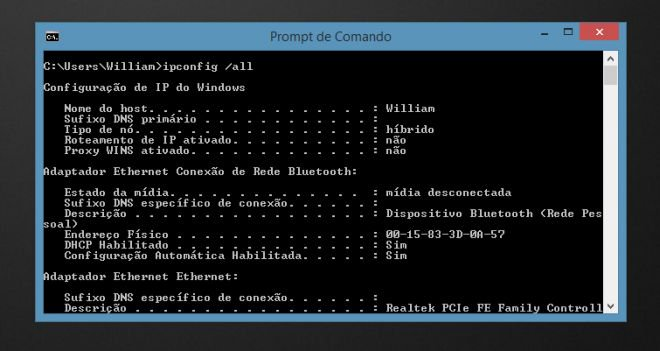 Prompt de Comando
C:\Users\William>ipconfig /all
Configuração de IP do Windows
Nome do host. . . . . . . . . . . . . . . . : William
Sufixo DNS primário . . . . . . . . . . . . :
Tipo de nó. . . . . . . . . . . . . . . . . : híbrido
Roteamento de IP ativado. . . . . . . . . . : não
Proxy WINS ativado. . . . . . . . . . . . . : não
Adaptador Ethernet Conexão de Rede Bluetooth:
Estado da mídia. . . . . . . . . . . . . . : mídia desconectada
Sufixo DNS específico de conexão. . . . . . :
Descrição . . . . . . . . . . . . . . . . . : Dispositivo Bluetooth (Rede Pes
soal)
Endereço Físico . . . . . . . . . . . . . . : 00-15-83-3D-0A-57
DHCP Habilitado . . . . . . . . . . . . . . : Sim
Configuração Automática Habilitada. . . . . : Sim
Adaptador Ethernet Ethernet:
Sufixo DNS específico de conexão. . . . . . :
Descrição . . . . . . . . . . . . . . . . . : Realtek PCIe FE Family Controll